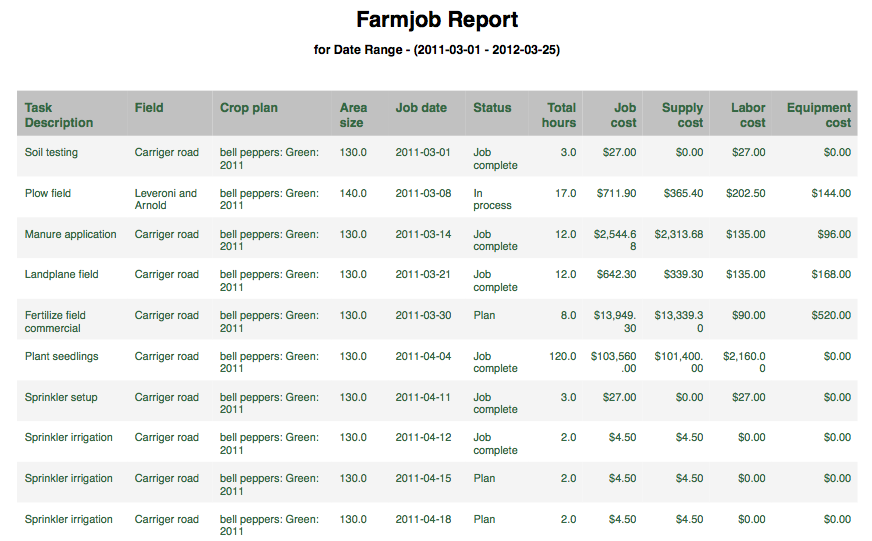 Farmjob Report
for Date Range - (2011-03-01 - 2012-03-25)
Task Description Field Crop plan Area size Job date Status Total hours Job cost Supply cost Labor cost Equipment cost
Soil testing Carriger road bell peppers: Green: 2011 130.0 2011-03-01 Job complete 3.0 $27.00 $0.00 $27.00 $0.00
Plow field Leveroni and Arnold bell peppers: Green: 2011 140.0 2011-03-08 In process 17.0 $711.90 $365.40 $202.50 $144.00
Manure application Carriger road bell peppers: Green: 2011 130.0 2011-03-14 Job complete 12.0 $2,544.68 $2,313.68 $135.00 $96.00
Landplane field Carriger road bell peppers: Green: 2011 130.0 2011-03-21 Job complete 12.0 $642.30 $339.30 $135.00 $168.00
Fertilize field commercial Carriger road bell peppers: Green: 2011 130.0 2011-03-30 Plan 8.0 $13,949.30 $13,339.30 $90.00 $520.00
Plant seedlings Carriger road bell peppers: Green: 2011 130.0 2011-04-04 Job complete 120.0 $103,560.00 $101,400.00 $2,160.00 $0.00
Sprinkler setup Carriger road bell peppers: Green: 2011 130.0 2011-04-11 Job complete 3.0 $27.00 $0.00 $27.00 $0.00
Sprinkler irrigation Carriger road bell peppers: Green: 2011 130.0 2011-04-12 Job complete 2.0 $4.50 $4.50 $0.00 $0.00
Sprinkler irrigation Carriger road bell peppers: Green: 2011 130.0 2011-04-15 Plan 2.0 $4.50 $4.50 $0.00 $0.00
Sprinkler irrigation Carriger road bell peppers: Green: 2011 130.0 2011-04-18 Plan 2.0 $4.50 $4.50 $0.00 $0.00